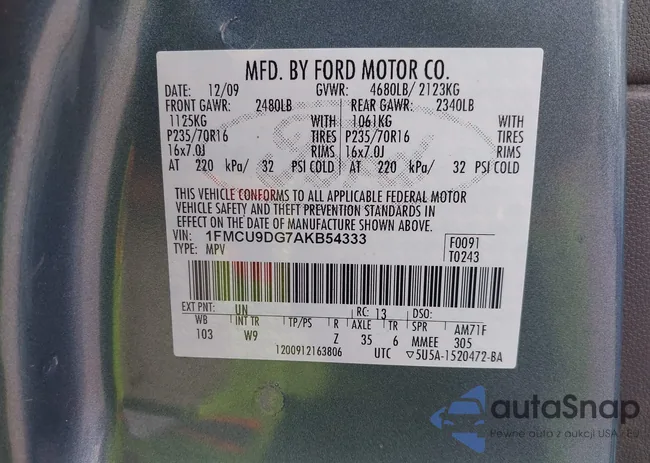 MFD. BY FORD MOTOR CO.
DATE: 12/09 GVWR: 4680LB/ 2123KG
FRONT GAWR: 2480LB REAR GAWR: 2340LB
1125KG WITH 1061KG WITH
P235/70R16 TIRES P235/70R16 TIRES
16x7.0J RIMS 16x7.0J RIMS
AT 220 kPa/ 32 PSI COLD AT 220 kPa/ 32 PSI COLD
THIS VEHICLE CONFORMS TO ALL APPLICABLE FEDERAL MOTOR
VEHICLE SAFETY AND THEFT PREVENTION STANDARDS IN
EFFECT ON THE DATE OF MANUFACTURE SHOWN ABOVE.
VIN: 1FMCU9DG7AKB54333 F0091
TYPE: MPV T0243
EXT PNT: UN RC: 13 DSO:
WB INT TR TP/PS R AXLE TR SPR AM71F
103 W9 Z 35 6 MMEE 305
1200912163806 UTC ▽5U5A-1520472-BA
autaSnap
Pewne auta z aukcji USA i EU